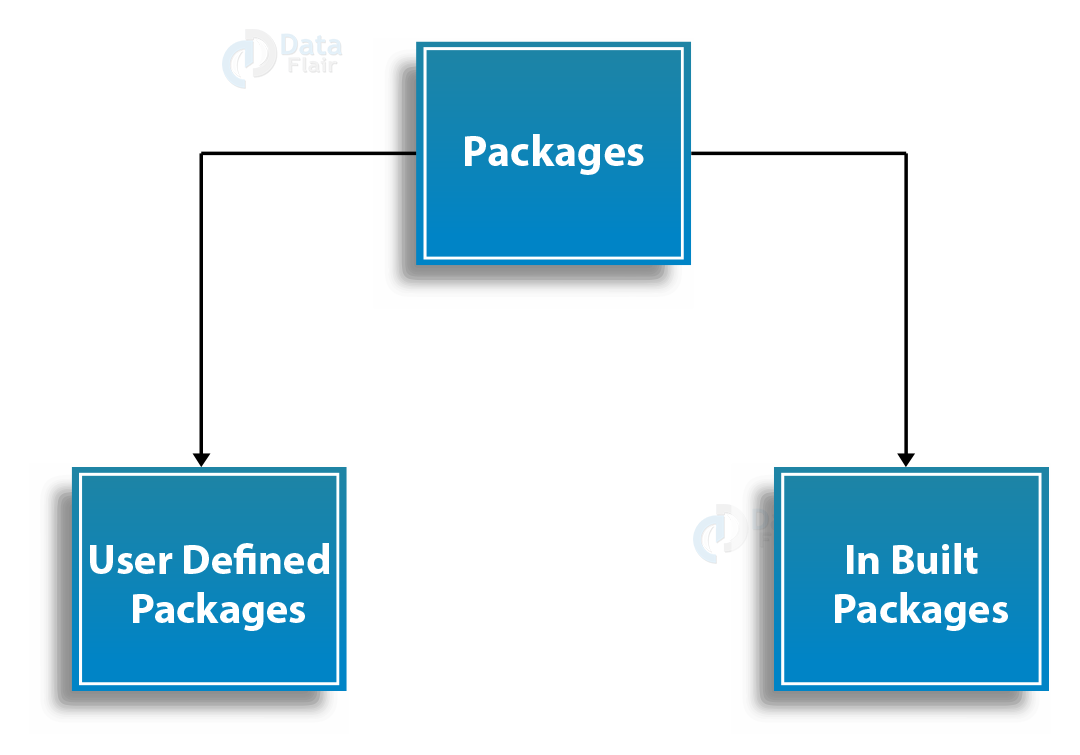 Data
Flair
Packages
User Defined
Packages
In Built
Packages